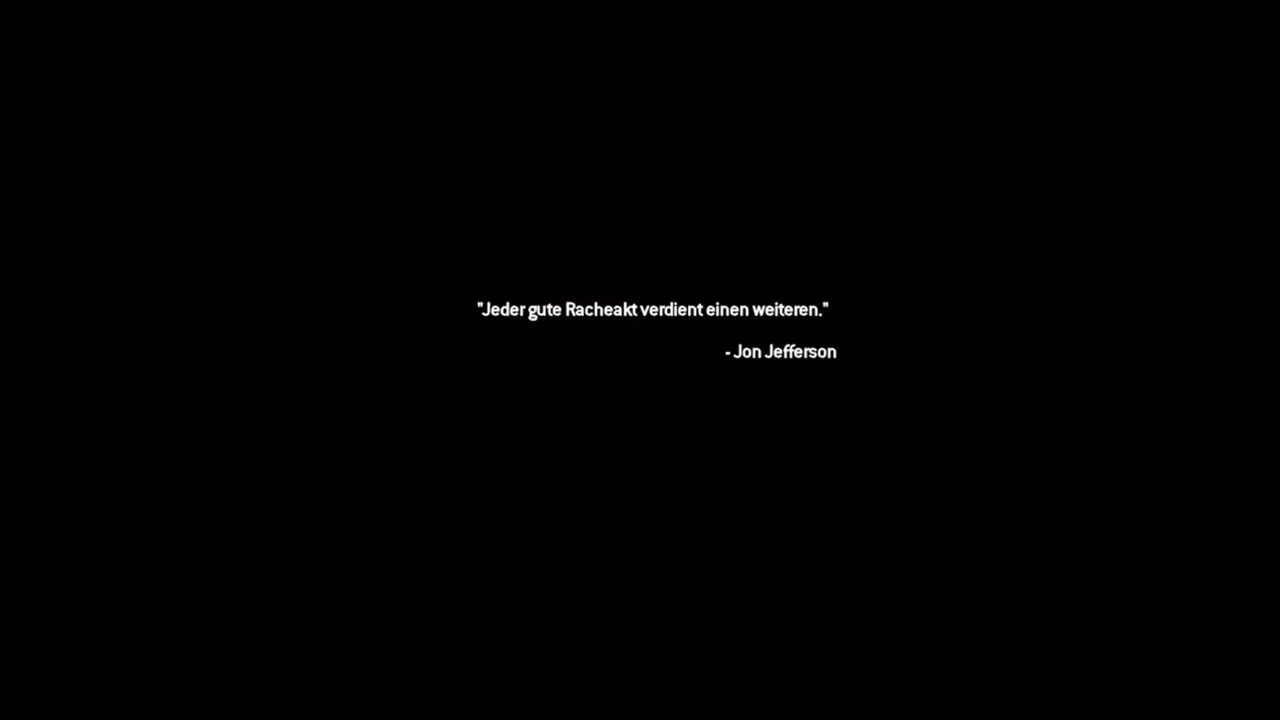 "Jeder gute Racheakt verdient einen weiteren."
- Jon Jefferson